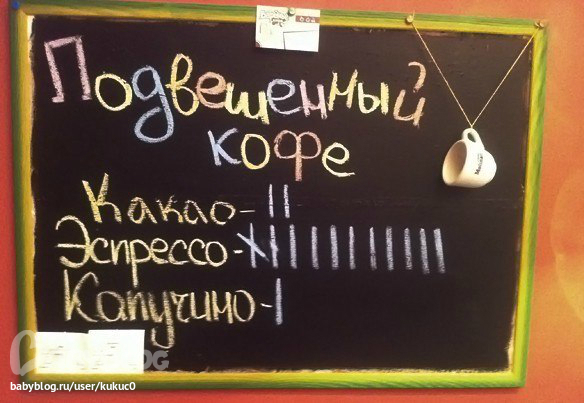 Подвешенный
кофе
Какао-||
Эспрессо-X||||||||||
Капучино-|
babyblog.ru/user/kukuc0